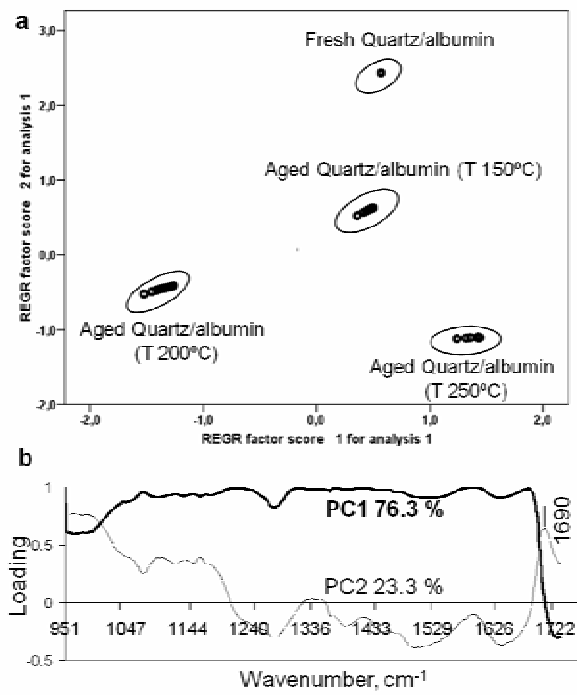 a
3,0
2,0
1,0
0,0
-1,0
-2,0
REGR factor score 2 for analysis 1
Fresh Quartz/albumin
Aged Quartz/albumin (T 150ºC)
Aged Quartz/albumin
(T 200ºC)
Aged Quartz/albumin
(T 250ºC)
-2,0 -1,0 0,0 1,0 2,0
REGR factor score 1 for analysis 1
b
1
0.5
0
-0.5
Loading
PC1 76.3 %
PC2 23.3 %
1690
951 1047 1144 1248 1336 1433 1529 1626 1722
Wavenumber, cm-1